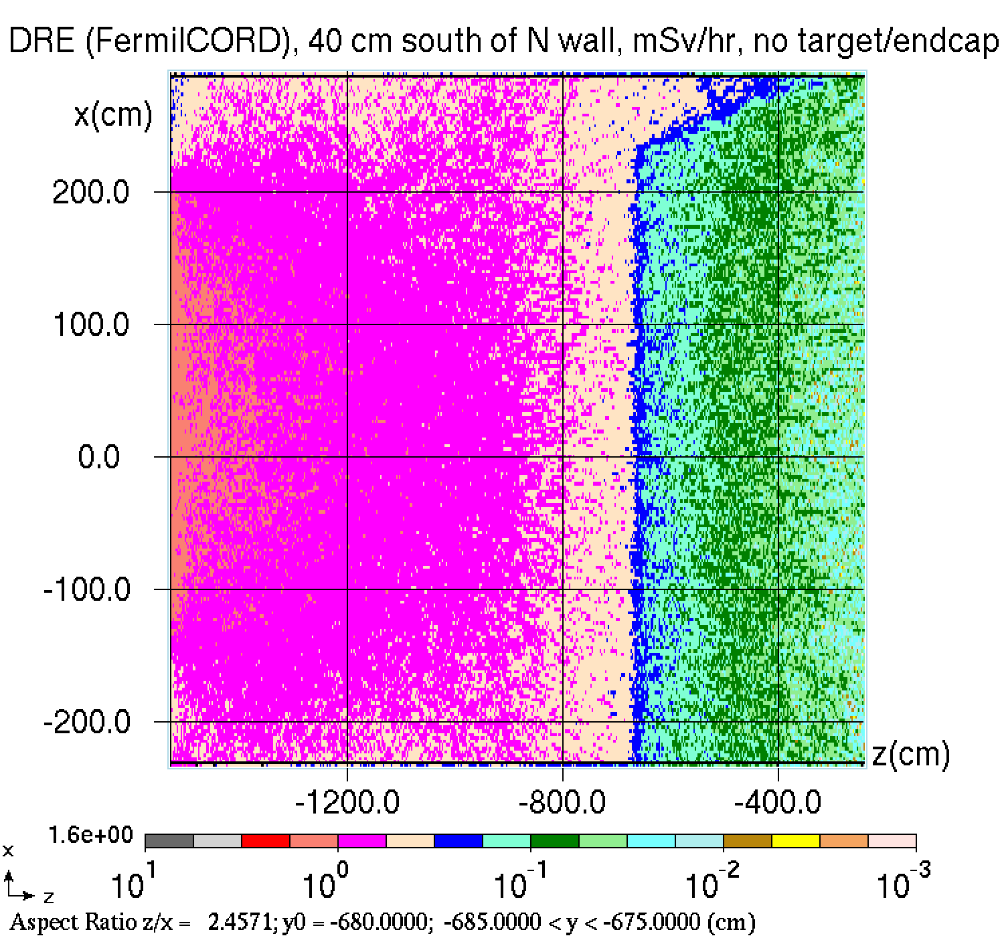 DRE (FermilCORD), 40 cm south of N wall, mSv/hr, no target/endcap
x(cm)
200.0
100.0
0.0
-100.0
-200.0
z(cm)
-1200.0 -800.0 -400.0
1.6e+00
10^1 10^0 10^-1 10^-2 10^-3
x
z
Aspect Ratio z/x = 2.4571; y0 = -680.0000; -685.0000 < y < -675.0000 (cm)